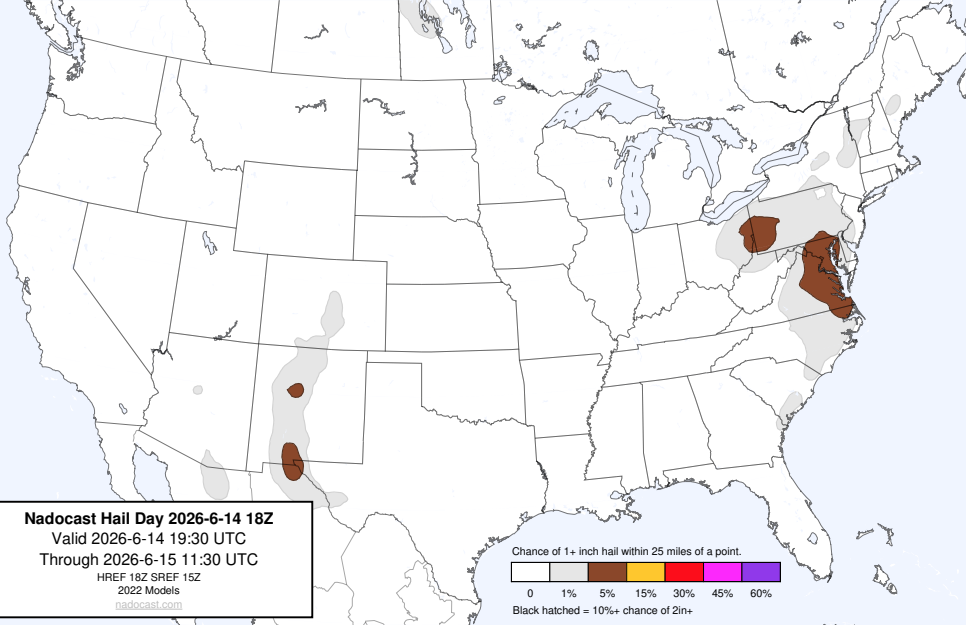 Nadocast Hail Day 2026-6-14 18Z
Valid 2026-6-14 19:30 UTC
Through 2026-6-15 11:30 UTC
HREF 18Z SREF 15Z
2022 Models
nadocast.com
Chance of 1+ inch hail within 25 miles of a point.
0 1% 5% 15% 30% 45% 60%
Black hatched = 10%+ chance of 2in+